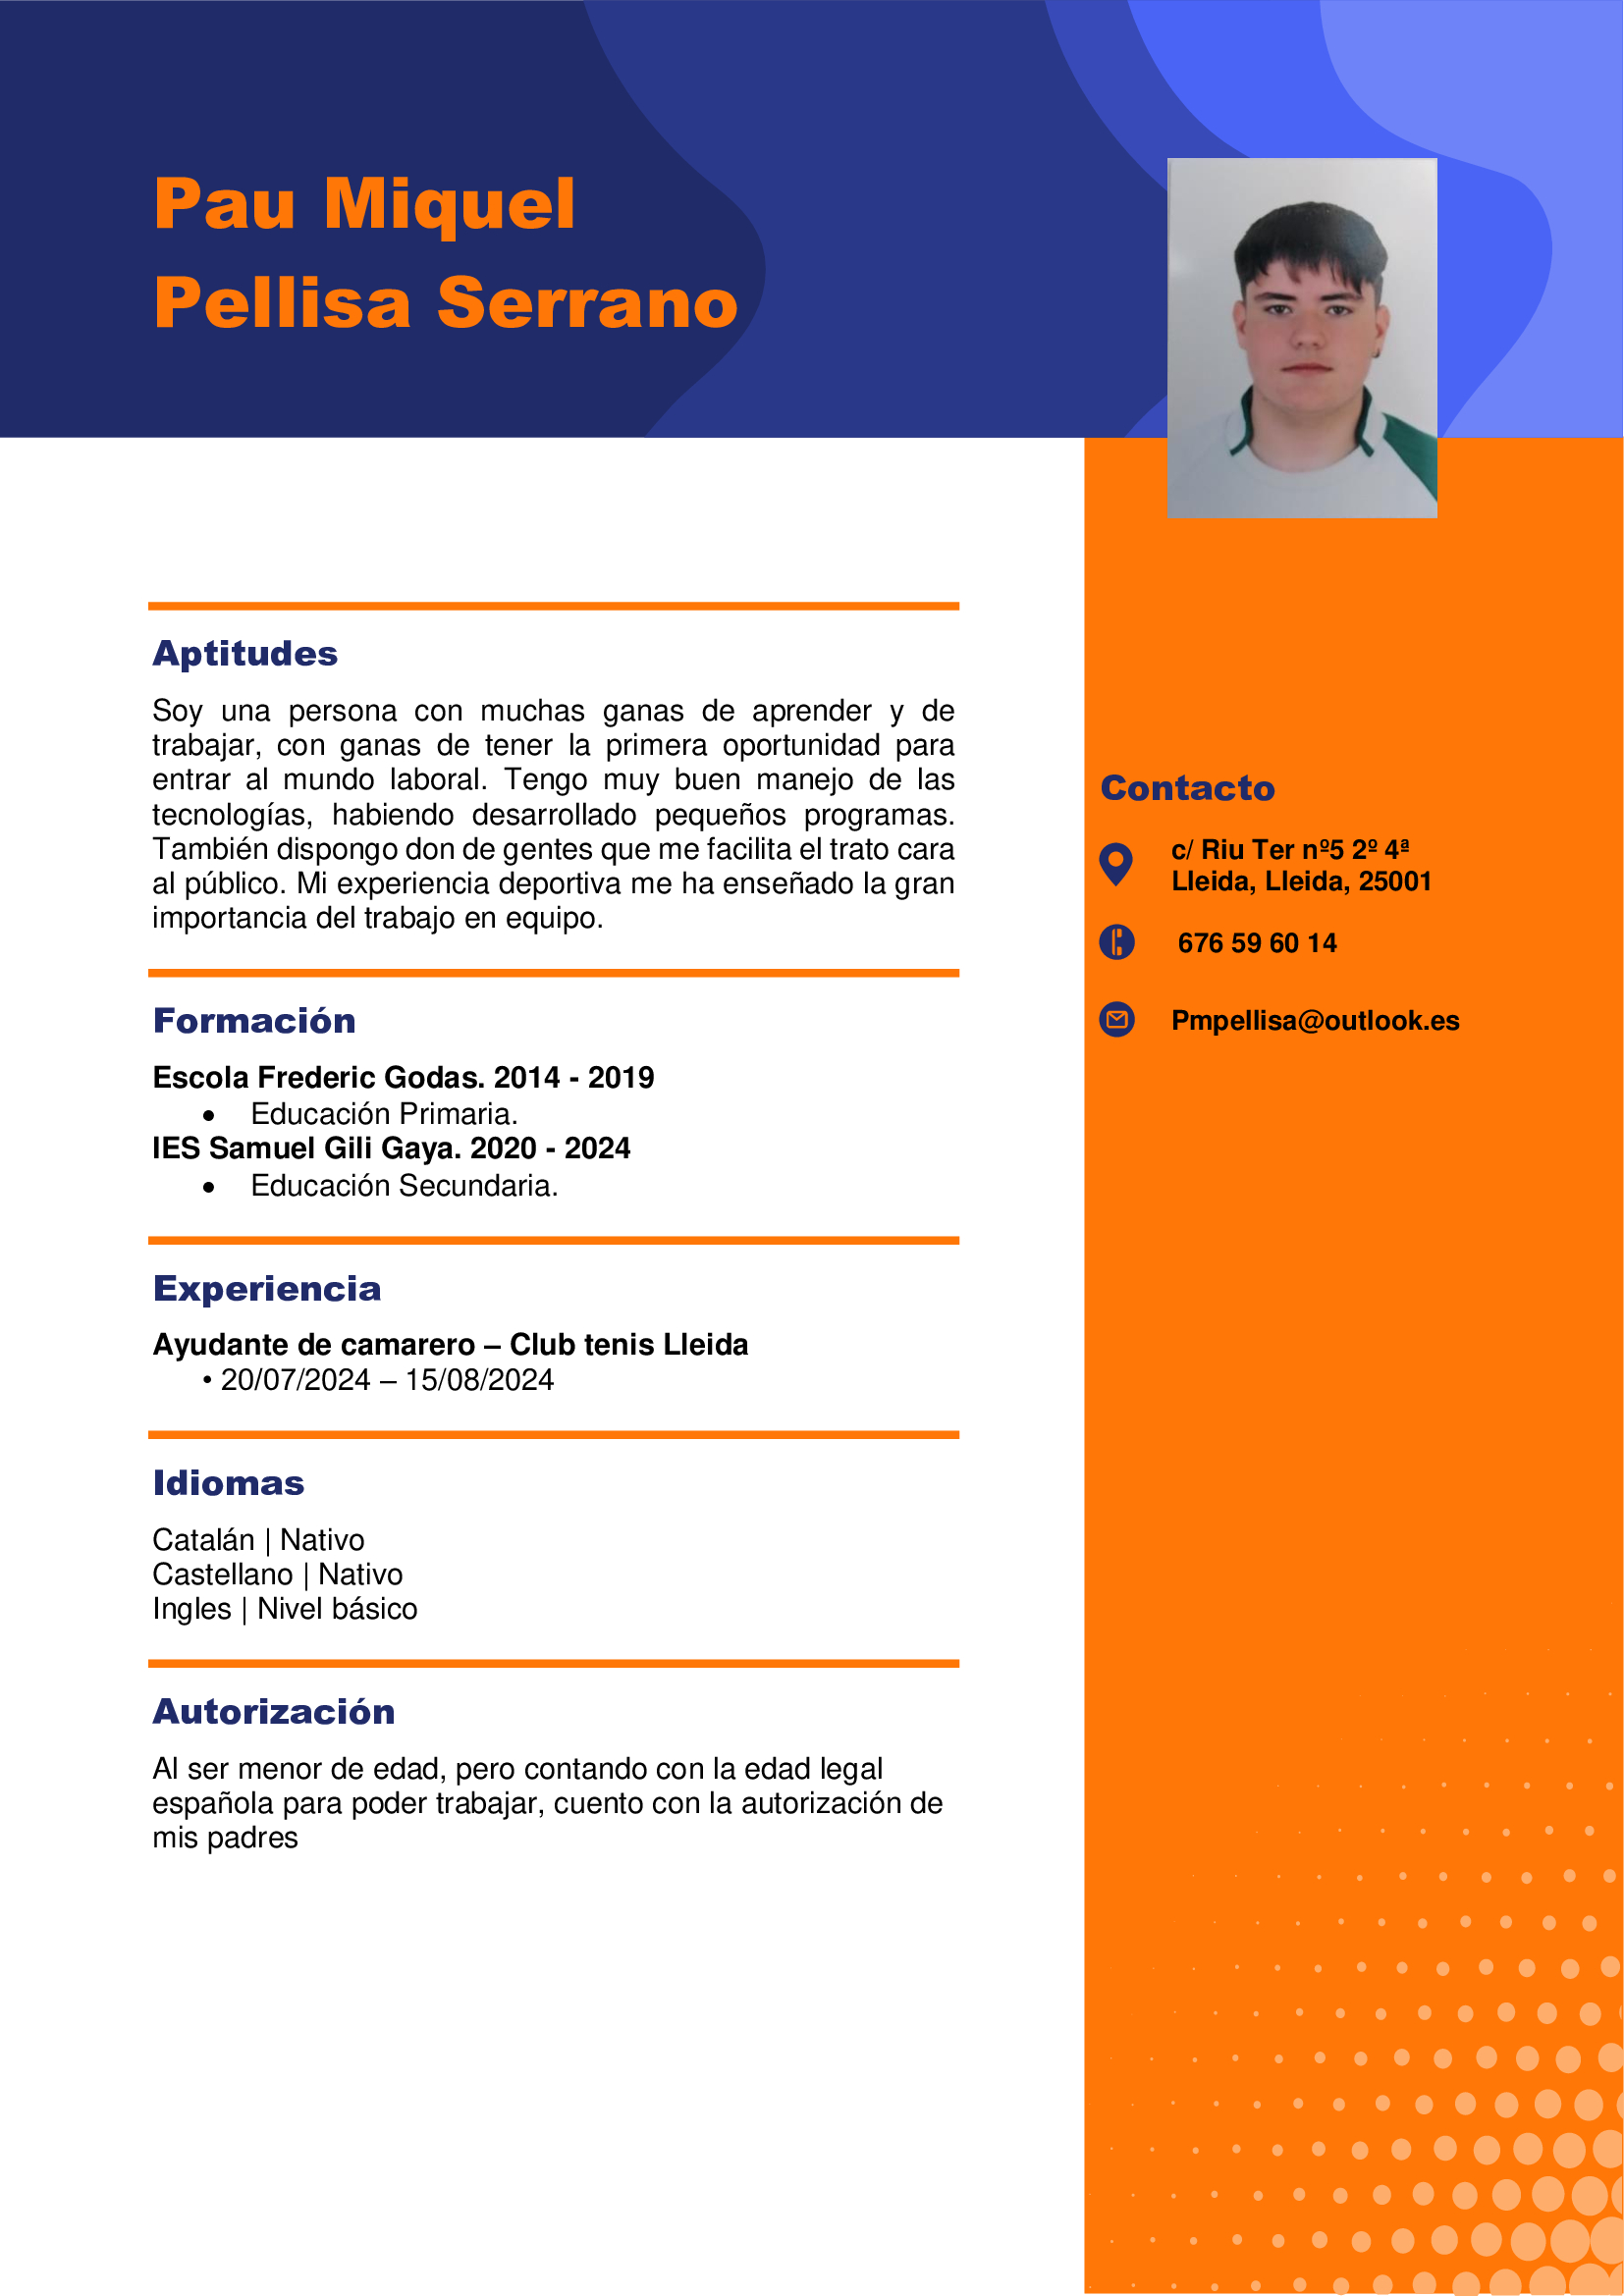 Pau Miquel
Pellisa Serrano
Aptitudes
Soy una persona con muchas ganas de aprender y de
trabajar, con ganas de tener la primera oportunidad para
entrar al mundo laboral. Tengo muy buen manejo de las
tecnologías, habiendo desarrollado pequeños programas.
También dispongo don de gentes que me facilita el trato cara
al público. Mi experiencia deportiva me ha enseñado la gran
importancia del trabajo en equipo.
Formación
Escola Frederic Godas. 2014 - 2019
• Educación Primaria.
IES Samuel Gili Gaya. 2020 - 2024
• Educación Secundaria.
Experiencia
Ayudante de camarero – Club tenis Lleida
• 20/07/2024 – 15/08/2024
Idiomas
Catalán | Nativo
Castellano | Nativo
Ingles | Nivel básico
Autorización
Al ser menor de edad, pero contando con la edad legal
española para poder trabajar, cuento con la autorización de
mis padres
Contacto
c/ Riu Ter nº5 2º 4ª
Lleida, Lleida, 25001
676 59 60 14
Pmpellisa@outlook.es